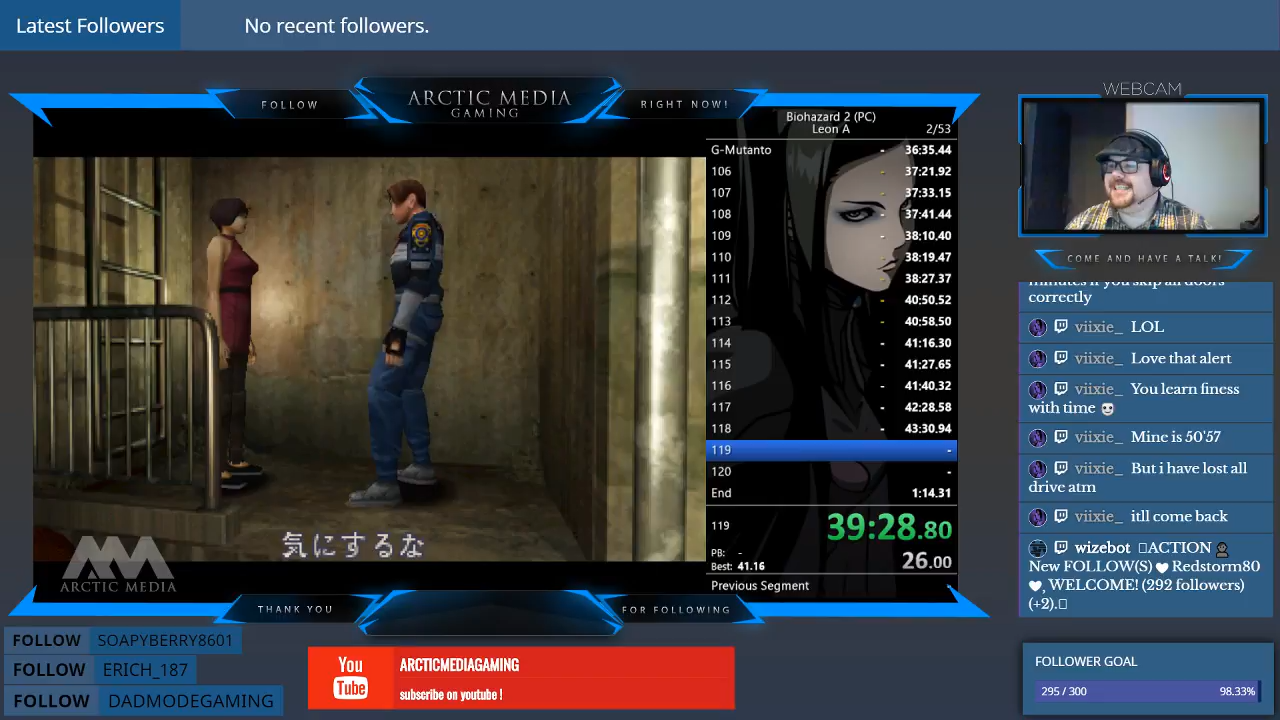 Latest Followers
No recent followers.
FOLLOW
ARCTIC MEDIA
GAMING
RIGHT NOW!
Biohazard 2 (PC)
Leon A
2/53
G-Mutanto - 36:35.44
106 - 37:21.92
107 - 37:33.15
108 - 37:41.44
109 - 38:10.40
110 - 38:19.47
111 - 38:27.37
112 - 40:50.52
113 - 40:58.50
114 - 41:16.30
115 - 41:27.65
116 - 41:40.32
117 - 42:28.58
118 - 43:30.94
119 -
120 -
End 1:14.31
119 39:28.80
PB: -
Best: 41.16 26.00
Previous Segment -
気にするな
ARCTIC MEDIA
THANK YOU
FOR FOLLOWING
WEBCAM
COME AND HAVE A TALK!
minutes if you skip all doors
correctly
viixie_ LOL
viixie_ Love that alert
viixie_ You learn finess
with time
viixie_ Mine is 50'57
viixie_ But i have lost all
drive atm
viixie_ itll come back
wizebot ACTION
New FOLLOW(S) Redstorm80
, WELCOME! (292 followers)
(+2).
FOLLOW SOAPYBERRY8601
FOLLOW ERICH_187
FOLLOW DADMODEGAMING
You
Tube
ARCTICMEDIAGAMING
subscribe on youtube !
FOLLOWER GOAL
295 / 300 98.33%